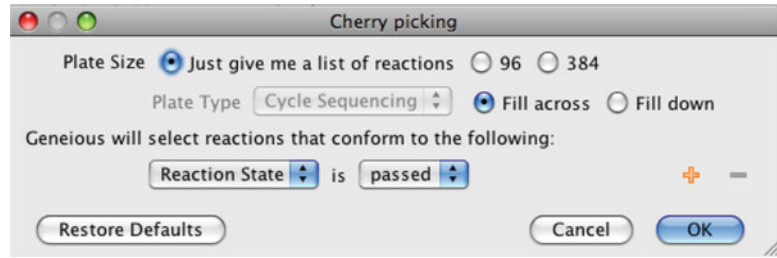 Cherry picking
Plate Size Just give me a list of reactions 96 384
Plate Type Cycle Sequencing Fill across Fill down
Geneious will select reactions that conform to the following:
Reaction State is passed
Restore Defaults Cancel OK